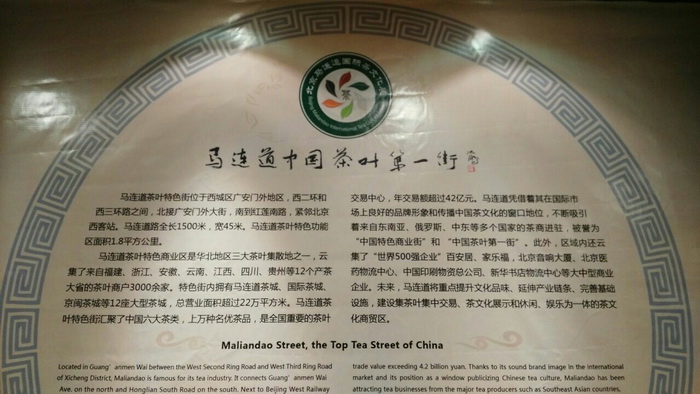 北京马连道国际茶文化展
茶
马连道中国茶叶第一街
马连道茶叶特色街位于西城区广安门外地区，西二环和
西三环路之间，北接广安门外大街，南到红莲南路，紧邻北京
西客站。马连道路全长1500米，宽45米。马连道茶叶特色功能
区面积1.8平方公里。
马连道茶叶特色商业区是华北地区三大茶叶集散地之一，云
集了来自福建、浙江、安徽、云南、江西、四川、贵州等12个产茶
大省的茶叶商户3000余家。特色街内拥有马连道茶城、国际茶城、
京闽茶城等12座大型茶城，总营业面积超过22万平方米。马连道茶
叶特色街汇聚了中国六大茶类，上万种名优茶品，是全国重要的茶叶
交易中心，年交易额超过42亿元。马连道凭借着其在国际市
场上良好的品牌形象和传播中国茶文化的窗口地位，不断吸引
着来自东南亚、俄罗斯、中东等多个国家的茶商进驻，被誉为
“中国特色商业街”和 “中国茶叶第一街”。此外，区域内还云
集了“世界500强企业”百安居、家乐福，北京音响大厦、北京医
药物流中心、中国印刷物资总公司、新华书店物流中心等大中型商业
企业。未来，马连道将重点提升文化品味、延伸产业链条、完善基础
设施，建设集茶叶集中交易、茶文化展示和休闲、娱乐为一体的茶文
化商贸区。
Maliandao Street, the Top Tea Street of China
Located in Guang’anmen Wai between the West Second Ring Road and West Third Ring Road
of Xicheng District, Maliandao is famous for its tea industry. It connects Guang’anmen Wai
Ave. on the north and Honglian South Road on the south. Next to Beijing West Railway
trade value exceeding 4.2 billion yuan. Thanks to its sound brand image in the international
market and its position as a window publicizing Chinese tea culture, Maliandao has been
attracting tea businesses from the major tea producers such as Southeast Asian countries,